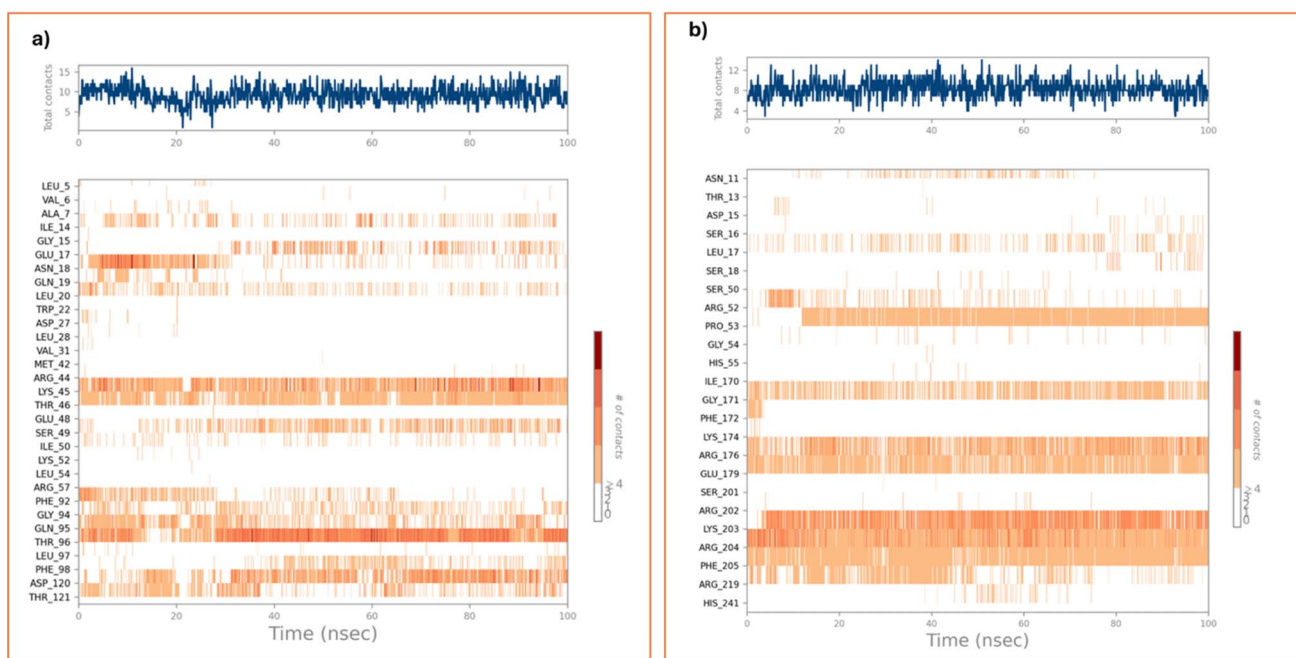 a)
Total contacts
15
10
5
0
20
40
60
80
100
LEU_5
VAL_6
ALA_7
ILE_14
GLY_15
GLU_17
ASN_18
GLN_19
LEU_20
TRP_22
ASP_27
LEU_28
VAL_31
MET_42
ARG_44
LYS_45
THR_46
GLU_48
SER_49
ILE_50
LYS_52
LEU_54
ARG_57
PHE_92
GLY_94
GLN_95
THR_96
LEU_97
PHE_98
ASP_120
THR_121
0
20
40
60
80
100
Time (nsec)
# of contacts
> 4
0
b)
Total contacts
12
8
4
0
20
40
60
80
100
ASN_11
THR_13
ASP_15
SER_16
LEU_17
SER_18
SER_50
ARG_52
PRO_53
GLY_54
HIS_55
ILE_170
GLY_171
PHE_172
LYS_174
ARG_176
GLU_179
SER_201
ARG_202
LYS_203
ARG_204
PHE_205
ARG_219
HIS_241
0
20
40
60
80
100
Time (nsec)
# of contacts
> 4
0